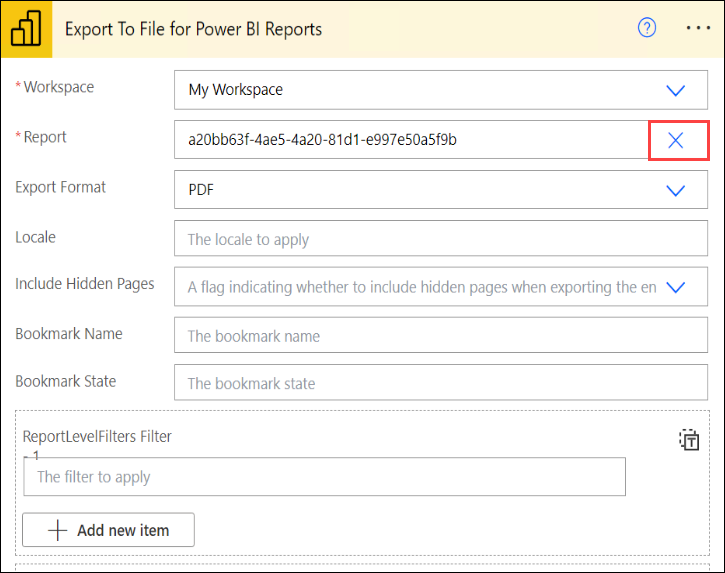 Export To File for Power BI Reports
* Workspace
My Workspace
* Report
a20bb63f-4ae5-4a20-81d1-e997e50a5f9b
Export Format
PDF
Locale
The locale to apply
Include Hidden Pages
A flag indicating whether to include hidden pages when exporting the en
Bookmark Name
The bookmark name
Bookmark State
The bookmark state
ReportLevelFilters Filter
- 1
The filter to apply
Add new item